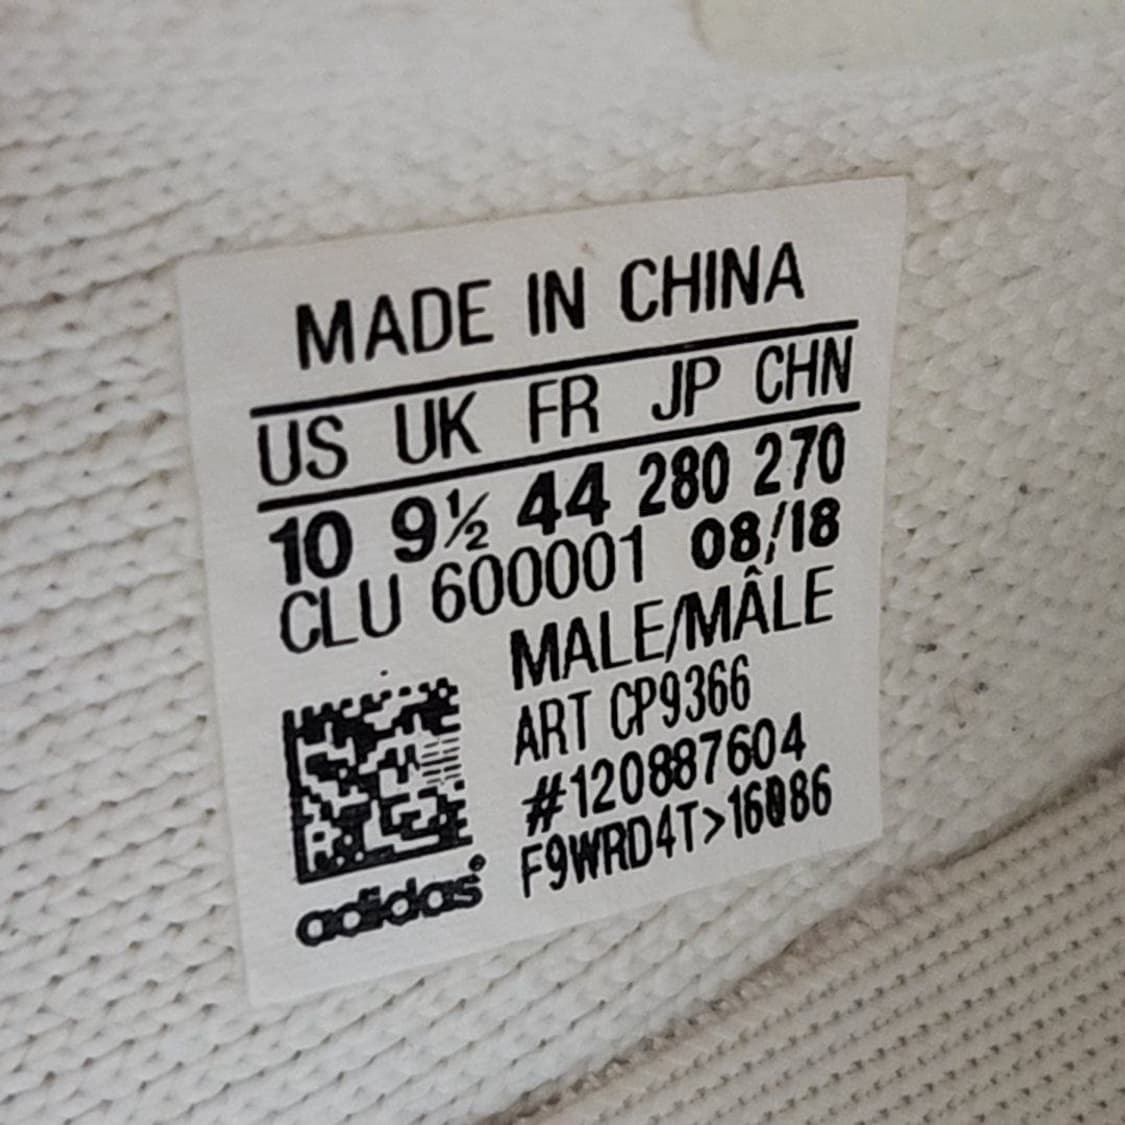 MADE IN CHINA
US UK FR JP CHN
10 9½ 44 280 270
CLU 600001 08/18
MALE/MÂLE
ART CP9366
#120887604
F9WRD4T>16086
adidas®